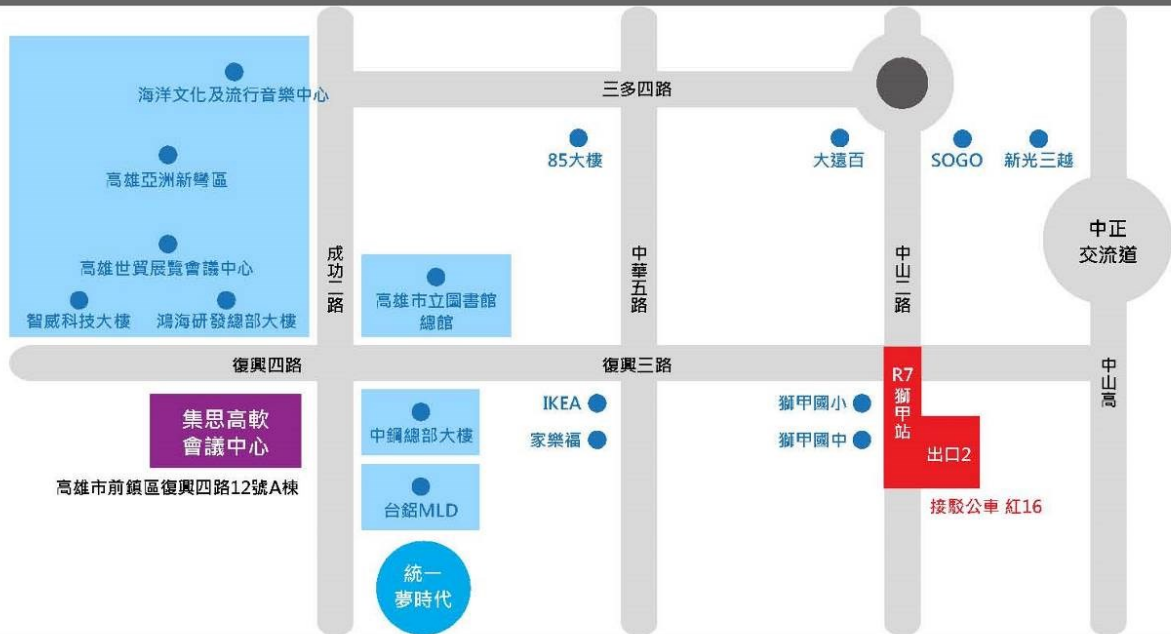 海洋文化及流行音樂中心
高雄亞洲新彎區
高雄世貿展覽會議中心
智威科技大樓
鴻海研發總部大樓
三多四路
85大樓
大遠百
SOGO
新光三越
中正
交流道
成功二路
中華五路
中山二路
高雄市立圖書館
總館
復興四路
復興三路
中山高
集思高軟
會議中心
高雄市前鎮區復興四路12號A棟
中鋼總部大樓
台鋁MLD
統一
夢時代
IKEA
家樂福
獅甲國小
獅甲國中
R7
獅甲站
出口2
接駁公車 紅16